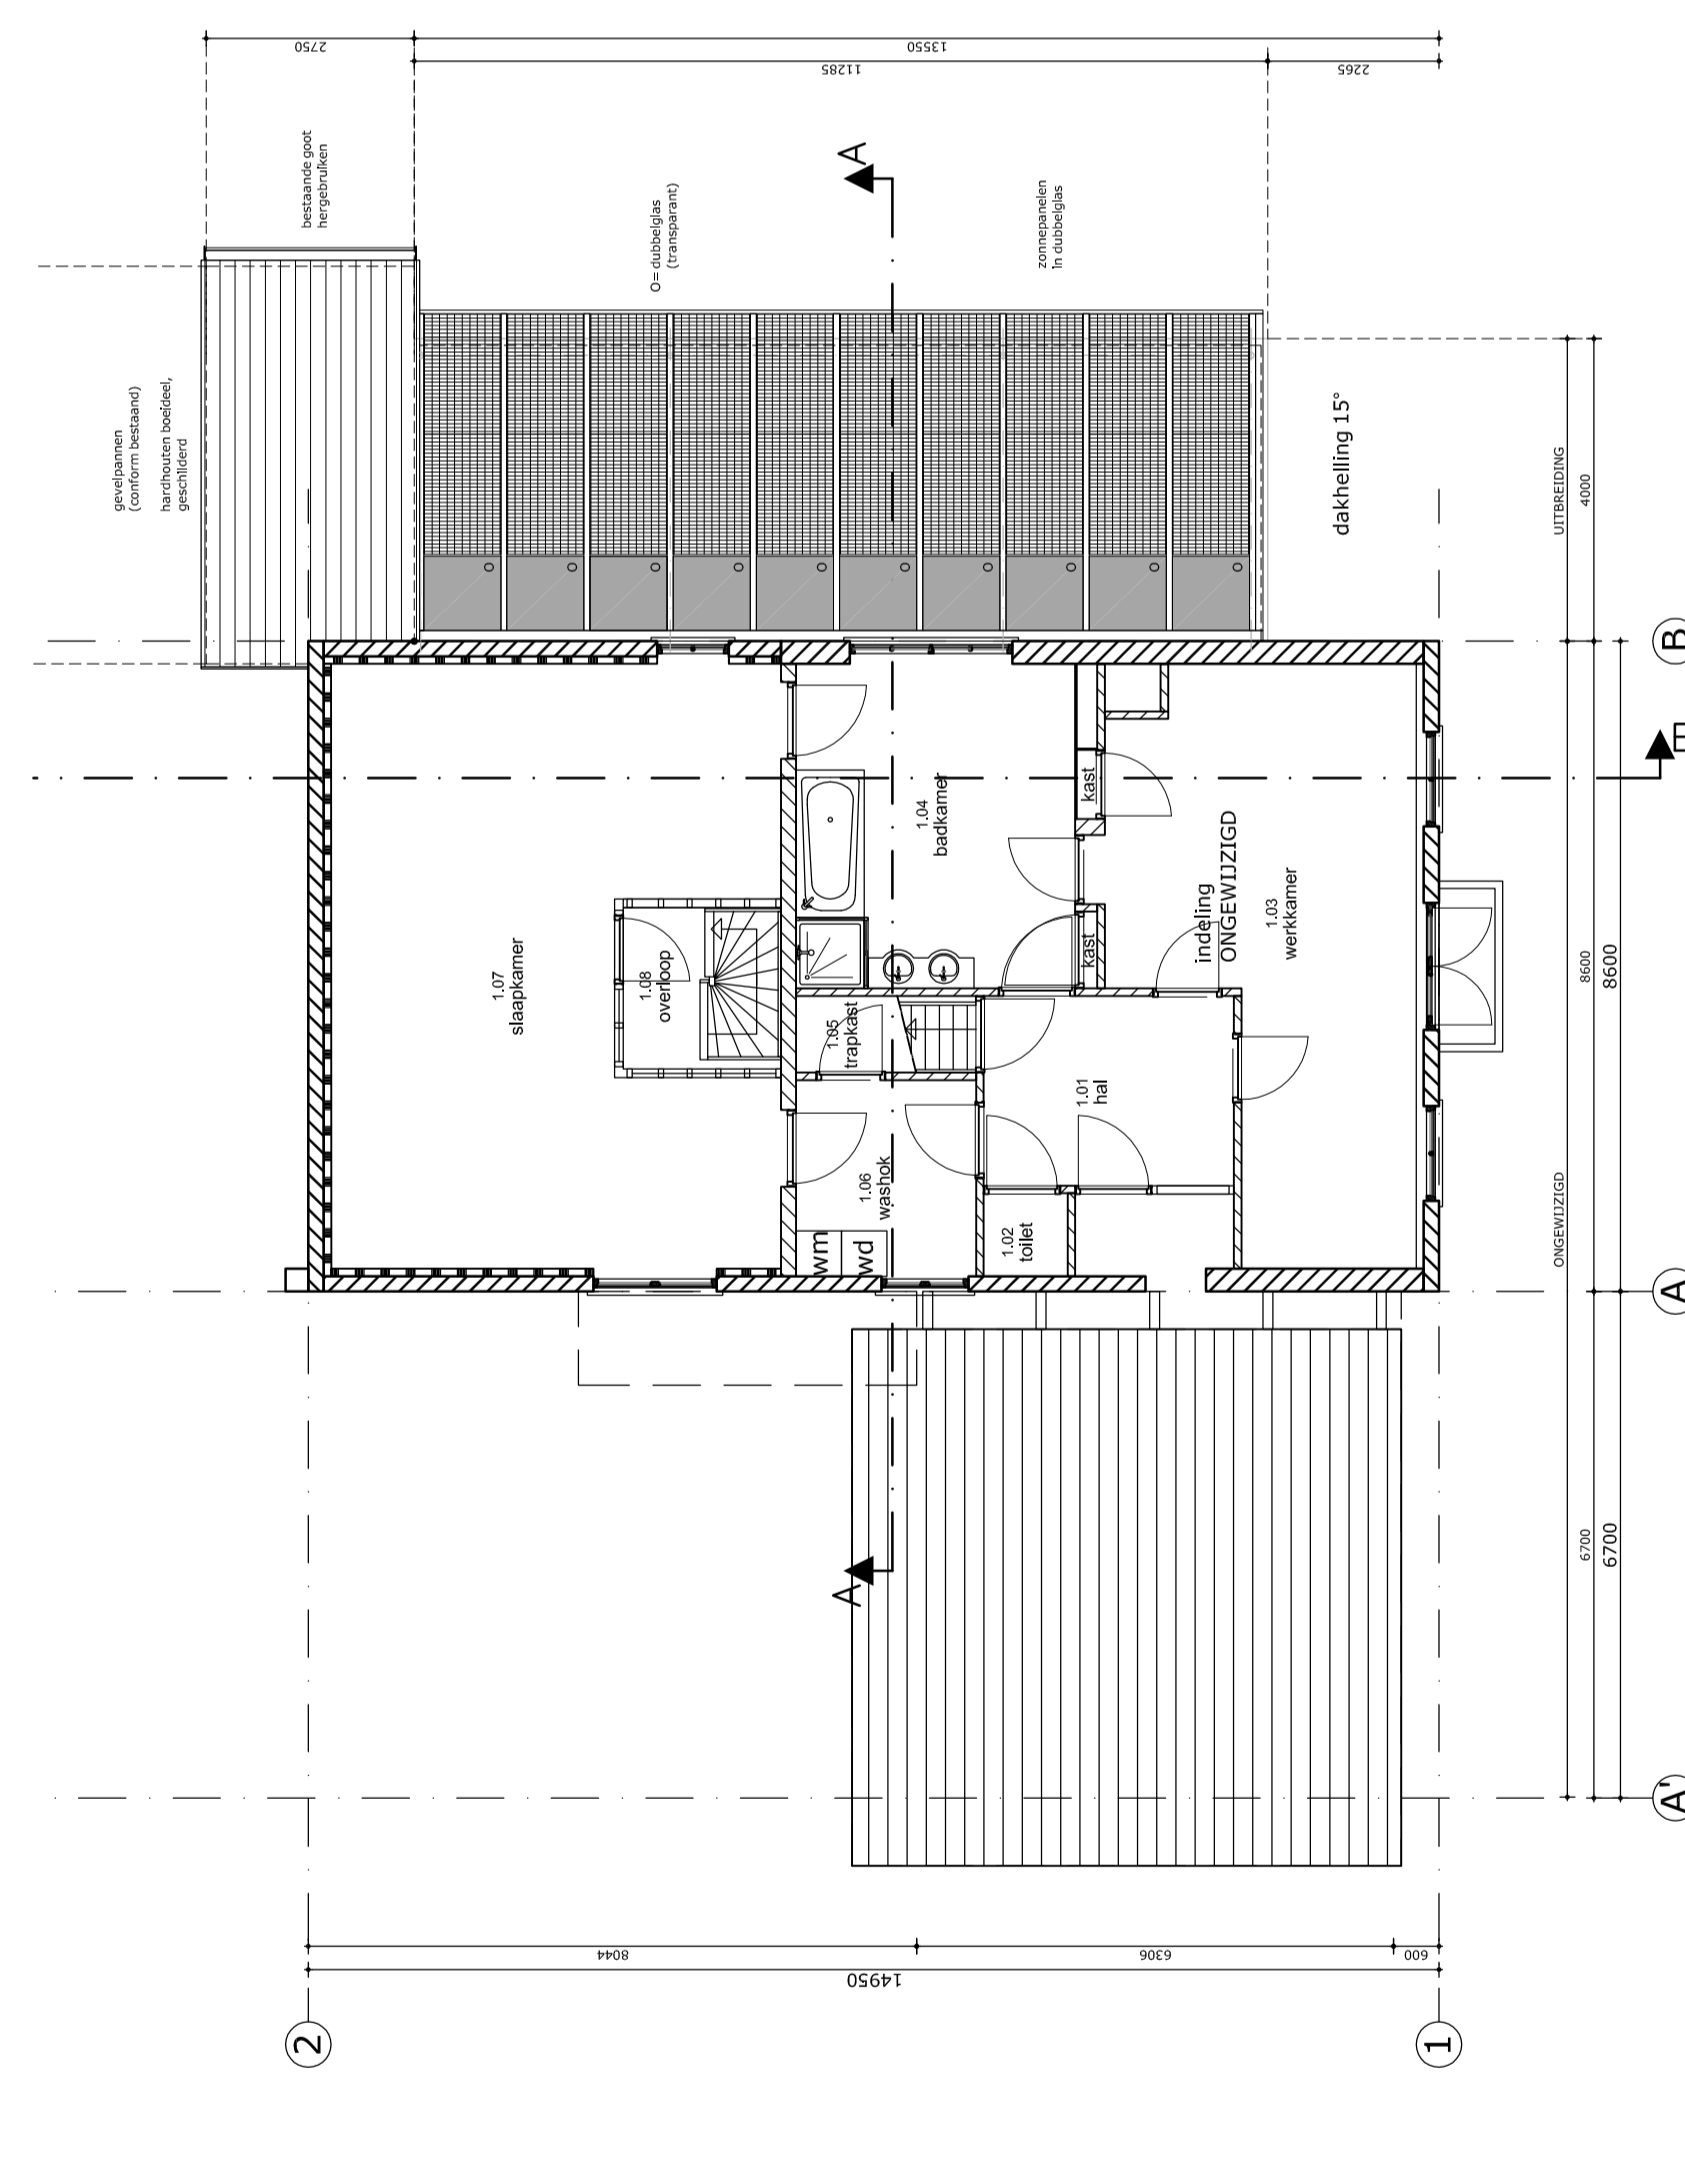 2750
13550
11285
2265
bestaande goot
hergebruiken
gevelpannen
(conform bestaand)
hardhouten boeideel,
geschilderd
O= dubbelglas
(transparant)
zonnepanelen
in dubbelglas
A
O
O
O
O
O
O
O
O
O
O
dakhelling 15°
UITBREIDING
4000
B
1.07
slaapkamer
1.08
overloop
1.04
badkamer
kast
kast
indeling
ONGEWIJZIGD
1.03
werkkamer
1.05
trapkast
1.01
hal
1.06
washok
wm
wd
1.02
toilet
8600
8600
ONGEWIJZIGD
A
6700
6700
A
A'
8044
6306
600
14950
2
1